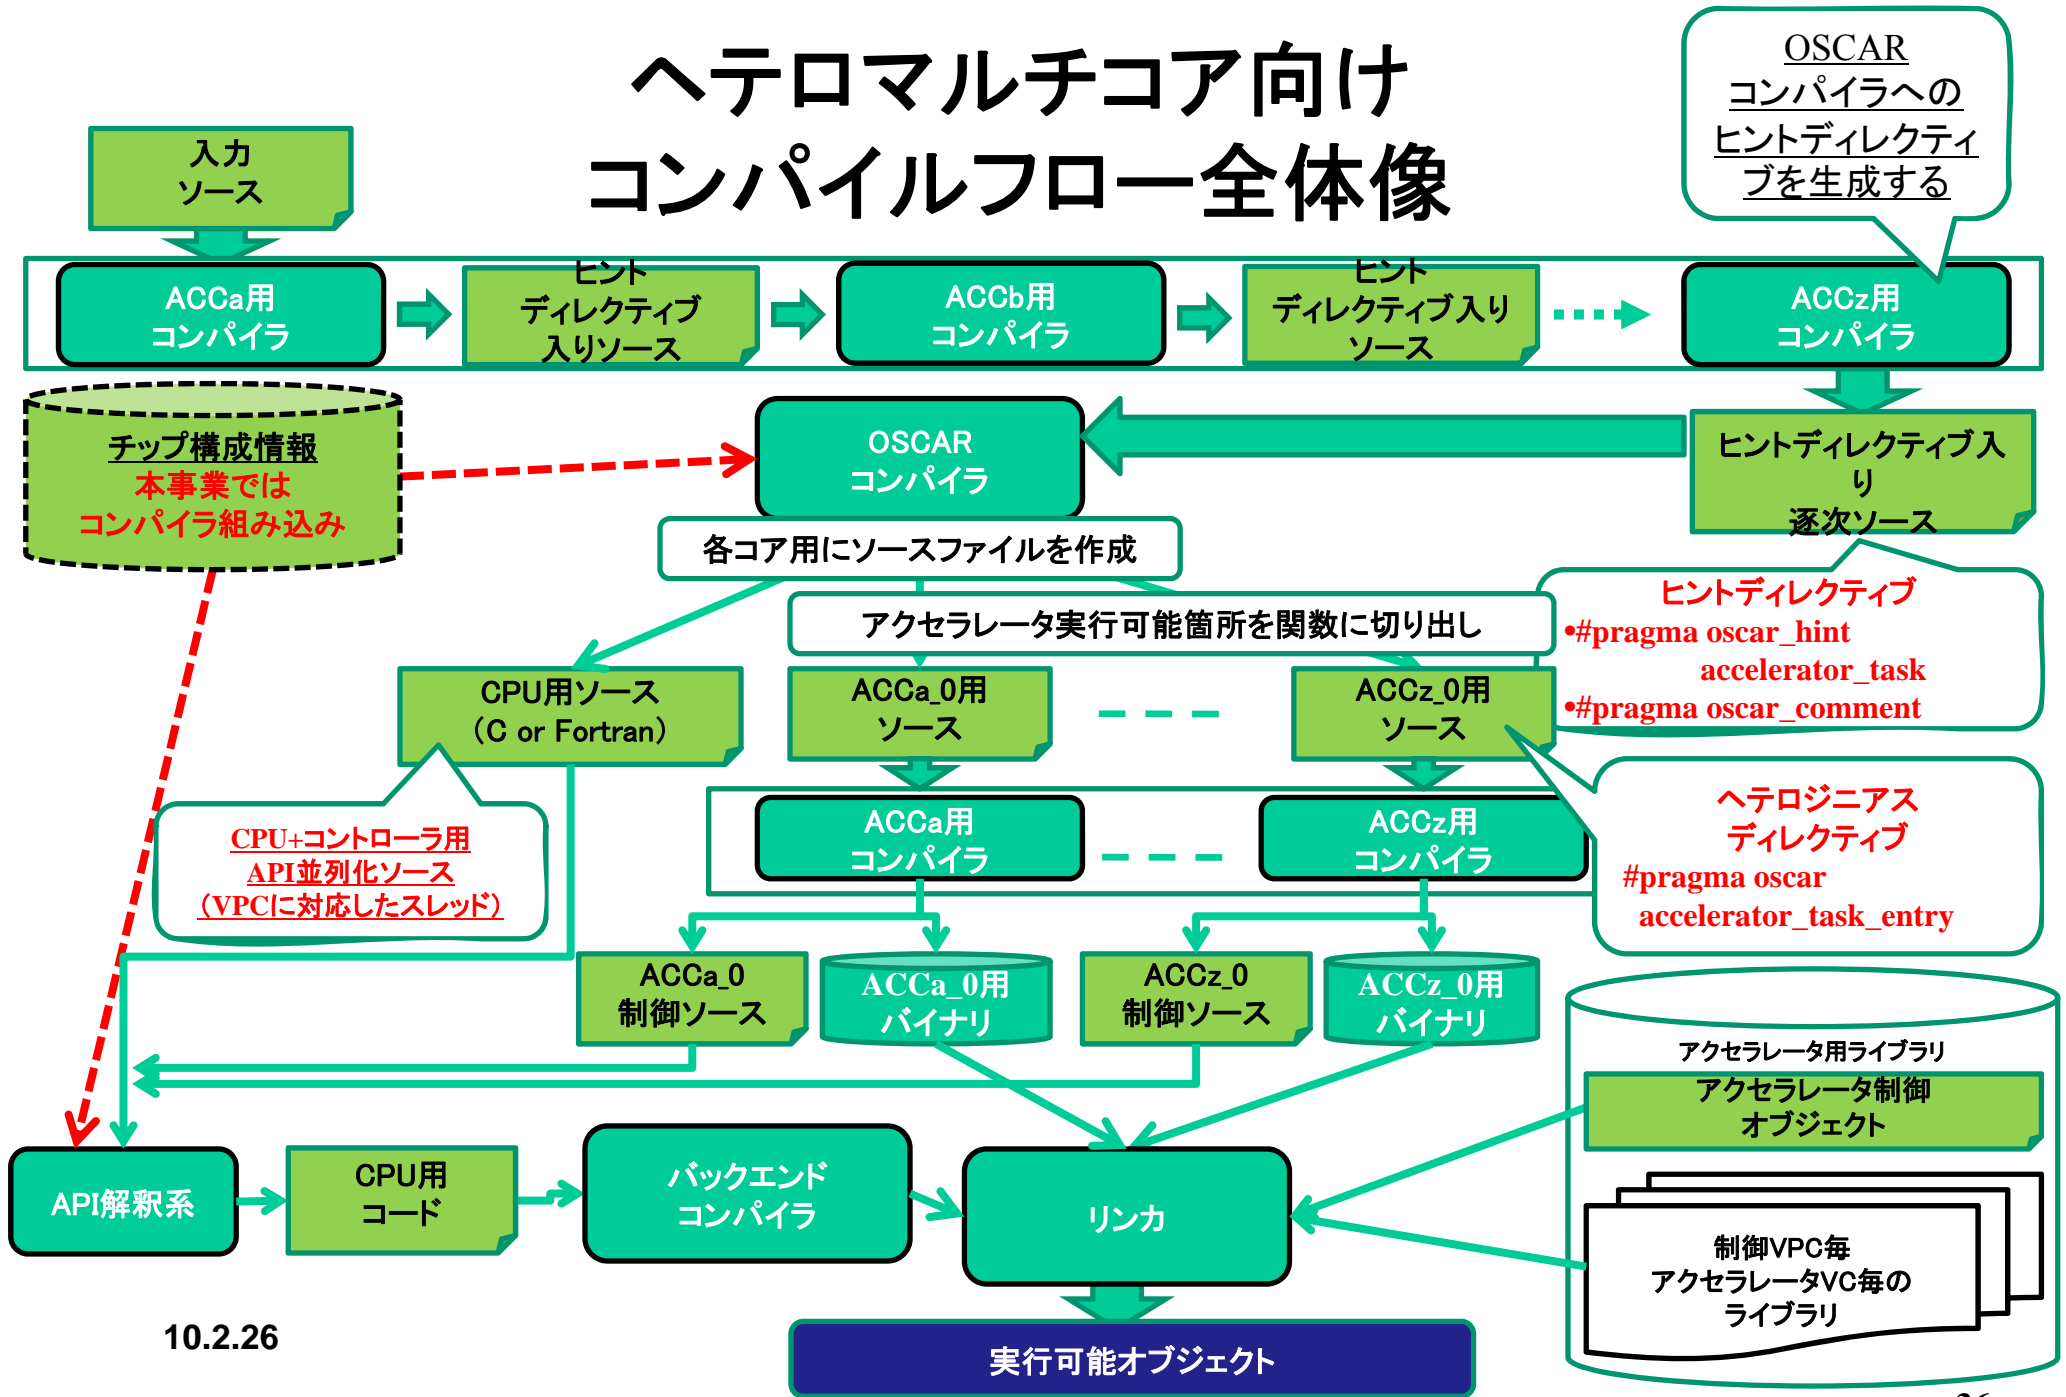 ヘテロマルチコア向け
コンパイルフロー全体像
OSCAR
コンパイラへの
ヒントディレクティ
ブを生成する
入力
ソース
ACCa用
コンパイラ
ヒント
ディレクティブ
入りソース
ACCb用
コンパイラ
ヒント
ディレクティブ入り
ソース
ACCz用
コンパイラ
チップ構成情報
本事業では
コンパイラ組み込み
OSCAR
コンパイラ
ヒントディレクティブ入
り
逐次ソース
各コア用にソースファイルを作成
アクセラレータ実行可能箇所を関数に切り出し
ヒントディレクティブ
•#pragma oscar_hint
accelerator_task
•#pragma oscar_comment
CPU用ソース
（C or Fortran）
ACCa_0用
ソース
ACCz_0用
ソース
CPU+コントローラ用
API並列化ソース
（VPCに対応したスレッド）
ACCa用
コンパイラ
ACCz用
コンパイラ
ヘテロジニアス
ディレクティブ
#pragma oscar
accelerator_task_entry
ACCa_0
制御ソース
ACCa_0用
バイナリ
ACCz_0
制御ソース
ACCz_0用
バイナリ
アクセラレータ用ライブラリ
アクセラレータ制御
オブジェクト
制御VPC毎
アクセラレータVC毎の
ライブラリ
API解釈系
CPU用
コード
バックエンド
コンパイラ
リンカ
実行可能オブジェクト
10.2.26